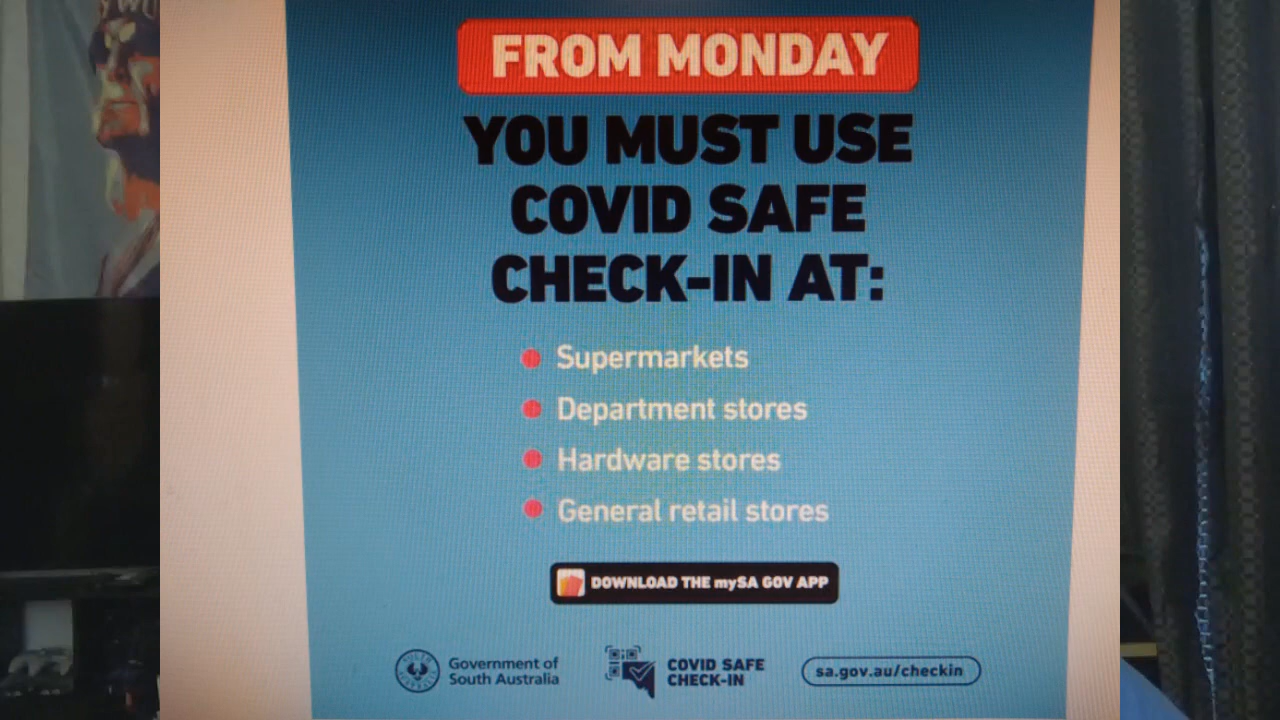 FROM MONDAY
YOU MUST USE
COVID SAFE
CHECK-IN AT:
Supermarkets
Department stores
Hardware stores
General retail stores
DOWNLOAD THE mySA GOV APP
Government of
South Australia
COVID SAFE
CHECK-IN
sa.gov.au/checkin